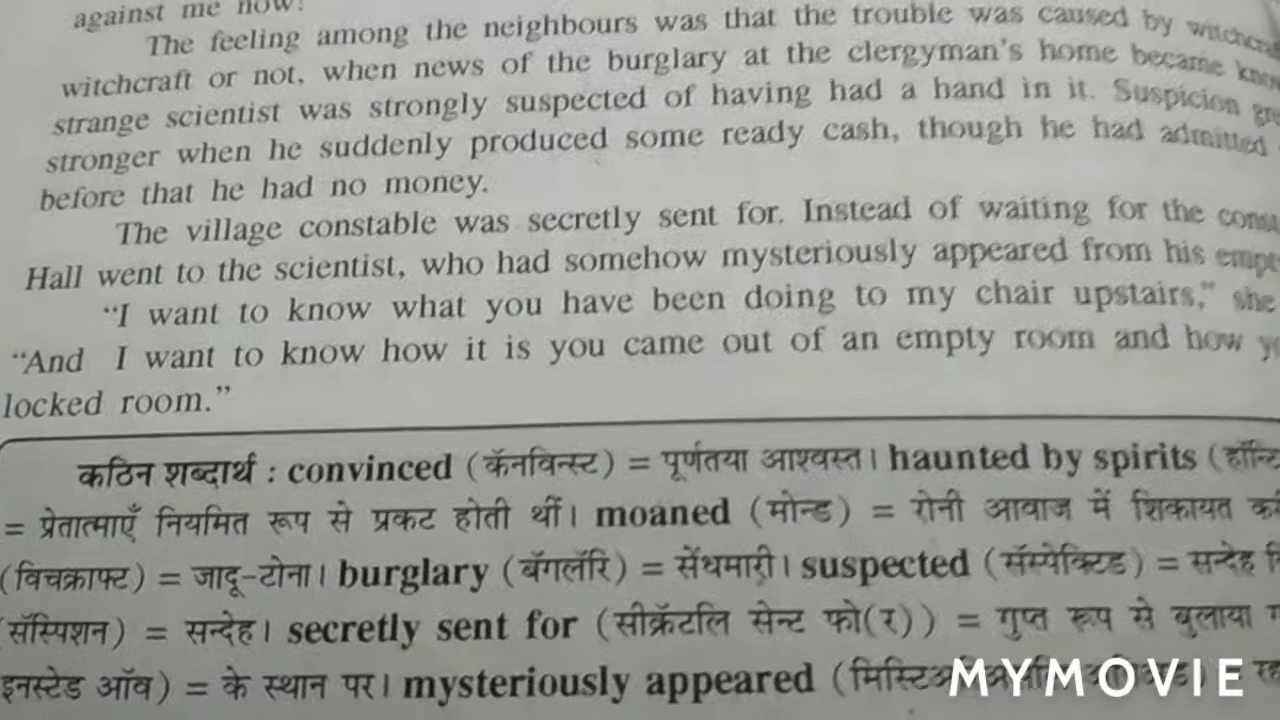 against me now!
The feeling among the neighbours was that the trouble was caused by
witchcraft or not, when news of the burglary at the clergyman's home became
strange scientist was strongly suspected of having had a hand in it. Suspicion
stronger when he suddenly produced some ready cash, though he had admitted
before that he had no money.
The village constable was secretly sent for. Instead of waiting for the
Hall went to the scientist, who had somehow mysteriously appeared from his
“I want to know what you have been doing to my chair upstairs,” she
“And I want to know how it is you came out of an empty room and how
locked room.”
कठिन शब्दार्थ : convinced (कॅनविन्स्ट) = पूर्णतया आश्वस्त। haunted by spirits
= प्रेतात्माएँ नियमित रूप से प्रकट होती थीं। moaned (मोन्ड) = रोनी आवाज में शिकायत
(विचक्राफ्ट) = जादू-टोना। burglary (बॅगलॅरि) = सेंधमारी। suspected (सॅस्पेक्टिड) = सन्देह
सॅस्पिशन) = सन्देह। secretly sent for (सीक्रॅटलि सेन्ट फो(र)) = गुप्त रूप से बुलाया
इनस्टेड ऑव) = के स्थान पर। mysteriously appeared
MYMOVIE